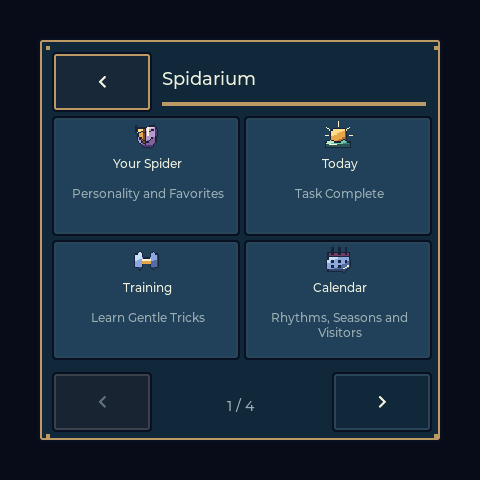 Spidarium
Your Spider
Personality and Favorites
Today
Task Complete
Training
Learn Gentle Tricks
Calendar
Rhythms, Seasons and
Visitors
1 / 4